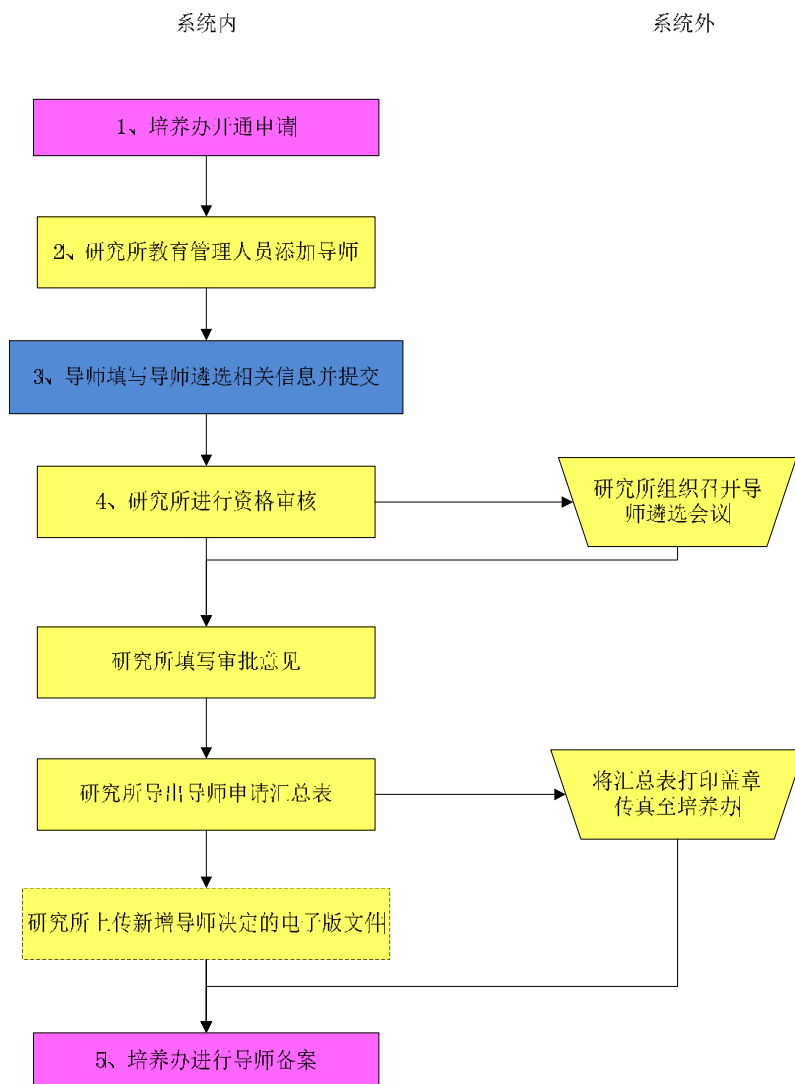 系统内
系统外
1、培养办开通申请
2、研究所教育管理人员添加导师
3、导师填写导师遴选相关信息并提交
4、研究所进行资格审核
研究所组织召开导
师遴选会议
研究所填写审批意见
研究所导出导师申请汇总表
将汇总表打印盖章
传真至培养办
研究所上传新增导师决定的电子版文件
5、培养办进行导师备案